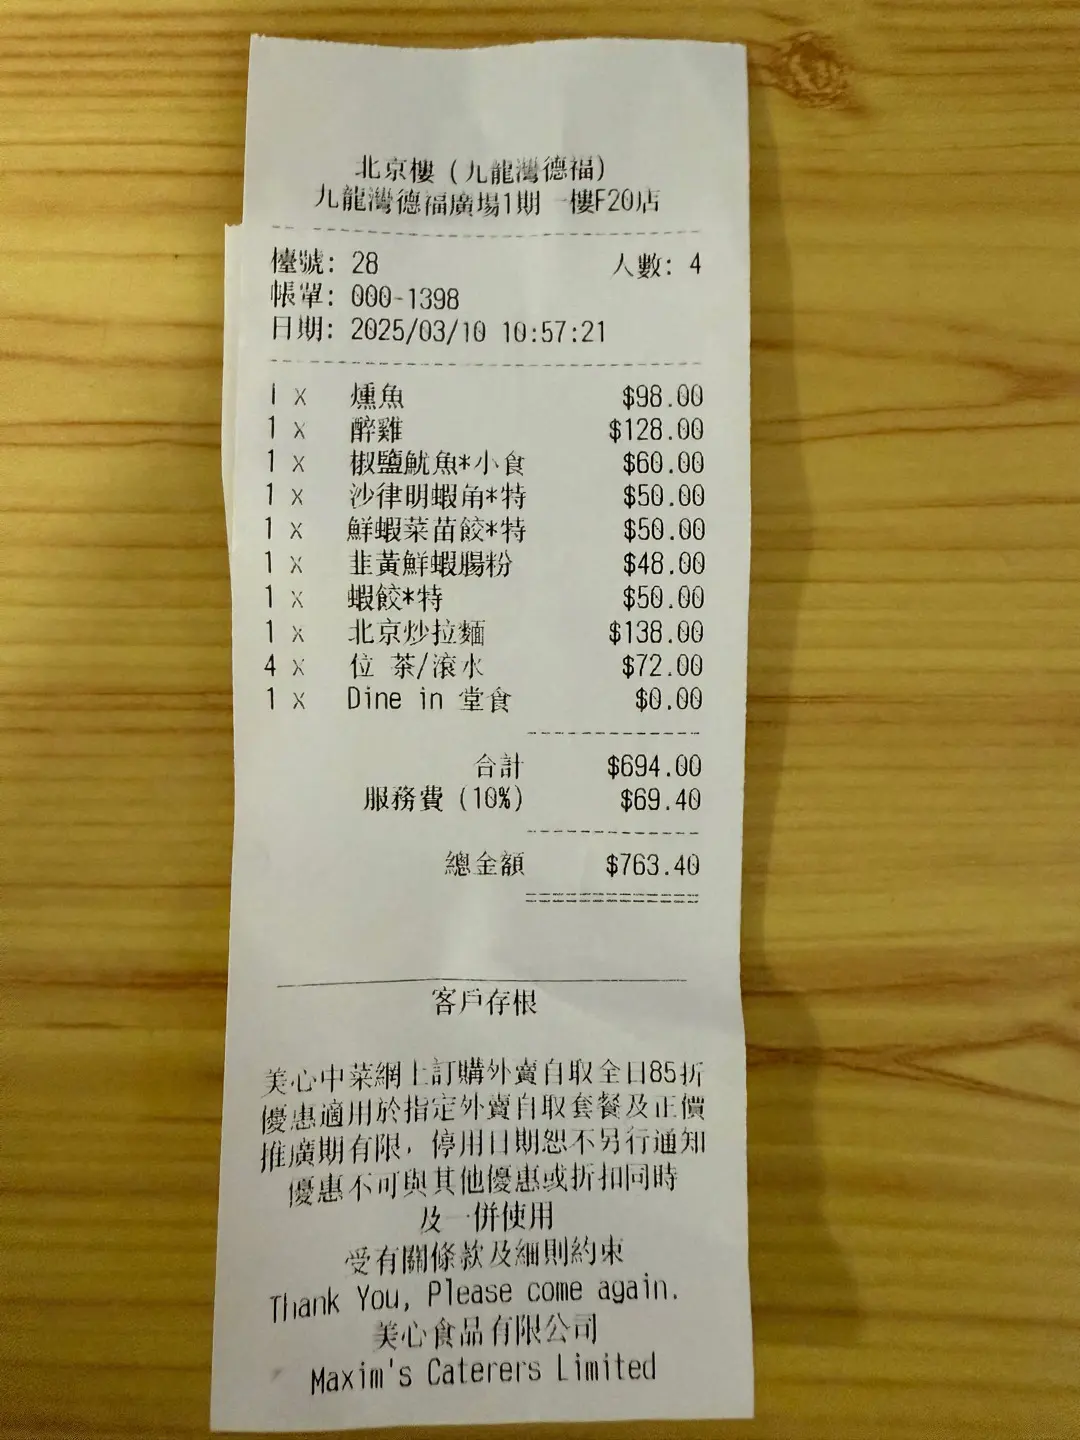 北京樓 (九龍灣德福)
九龍灣德福廣場1期 一樓F20店
檯號: 28 人數: 4
帳單: 000-1398
日期: 2025/03/10 10:57:21
1 x 燻魚 $98.00
1 x 醉雞 $128.00
1 x 椒鹽魷魚*小食 $60.00
1 x 沙律明蝦角*特 $50.00
1 x 鮮蝦菜苗餃*特 $50.00
1 x 韭黃鮮蝦腸粉 $48.00
1 x 蝦餃*特 $50.00
1 x 北京炒拉麵 $138.00
4 x 位 茶/滾水 $72.00
1 x Dine in 堂食 $0.00
合計 $694.00
服務費 (10%) $69.40
總金額 $763.40
客戶存根
美心中菜網上訂購外賣自取全日85折
優惠適用於指定外賣自取套餐及正價
推廣期有限，停用日期恕不另行通知
優惠不可與其他優惠或折扣同時
及一併使用
受有關條款及細則約束
Thank You, Please come again.
美心食品有限公司
Maxim's Caterers Limited